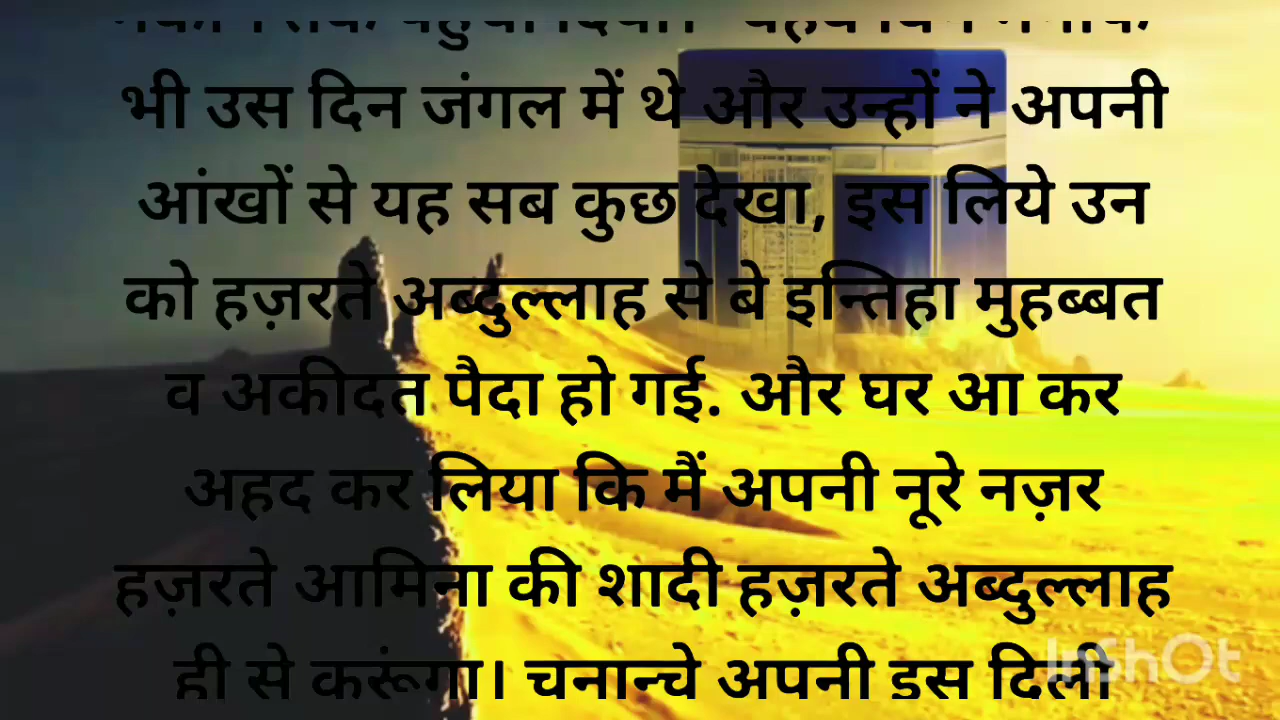 भी उस दिन जंगल में थे और उन्हों ने अपनी
आंखों से यह सब कुछ देखा, इस लिये उन
को हज़रते अब्दुल्लाह से बे इन्तिहा मुहब्बत
व अकीदत पैदा हो गई. और घर आ कर
अहद कर लिया कि मैं अपनी नूरे नज़र
हज़रते आमिना की शादी हज़रते अब्दुल्लाह
ही से करूंगा। चनान्चे अपनी इस दिली
InShOt